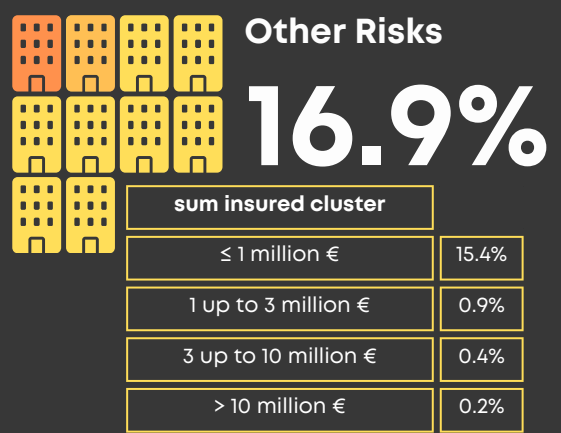 Other Risks
16.9%
sum insured cluster
≤ 1 million € 15.4%
1 up to 3 million € 0.9%
3 up to 10 million € 0.4%
> 10 million € 0.2%